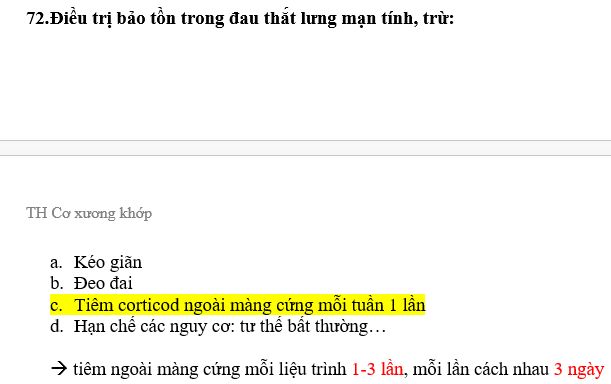 72.Điều trị bảo tồn trong đau thắt lưng mạn tính, trừ:
TH Cơ xương khớp
a. Kéo giãn
b. Đeo đai
c. Tiêm corticod ngoài màng cứng mỗi tuần 1 lần
d. Hạn chế các nguy cơ: tư thế bất thường…
→ tiêm ngoài màng cứng mỗi liệu trình 1-3 lần, mỗi lần cách nhau 3 ngày